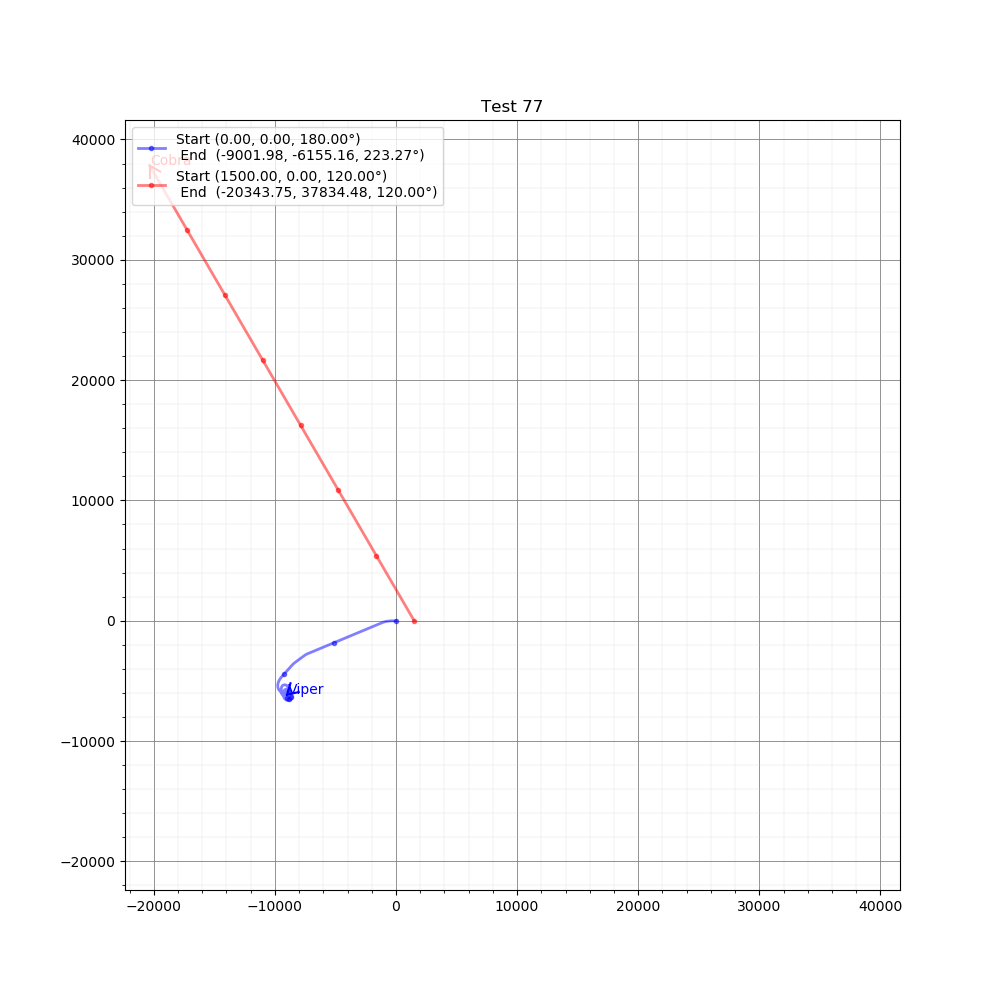 Test 77
Start (0.00, 0.00, 180.00°)
End  (-9001.98, -6155.16, 223.27°)
Start (1500.00, 0.00, 120.00°)
End  (-20343.75, 37834.48, 120.00°)
Cobra
Viper
40000
30000
20000
10000
0
−10000
−20000
−20000 −10000 0 10000 20000 30000 40000